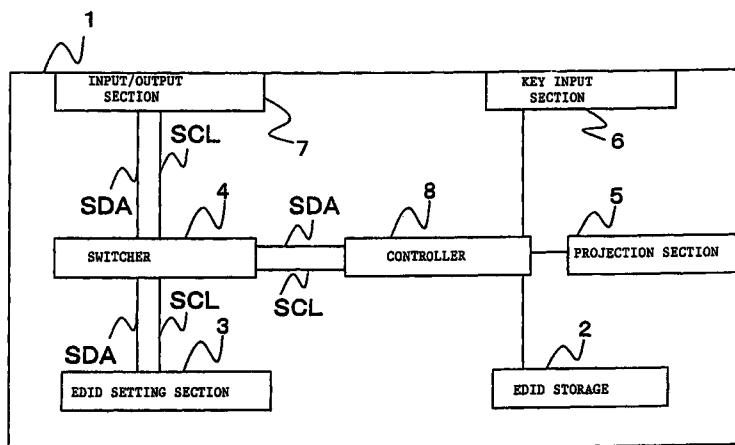 1
INPUT/OUTPUT
SECTION
KEY INPUT
SECTION
7
6
SCL
SDA
4
SDA
8
5
SWITCHER
CONTROLLER
PROJECTION SECTION
SCL
SCL
SDA
3
2
EDID SETTING SECTION
EDID STORAGE